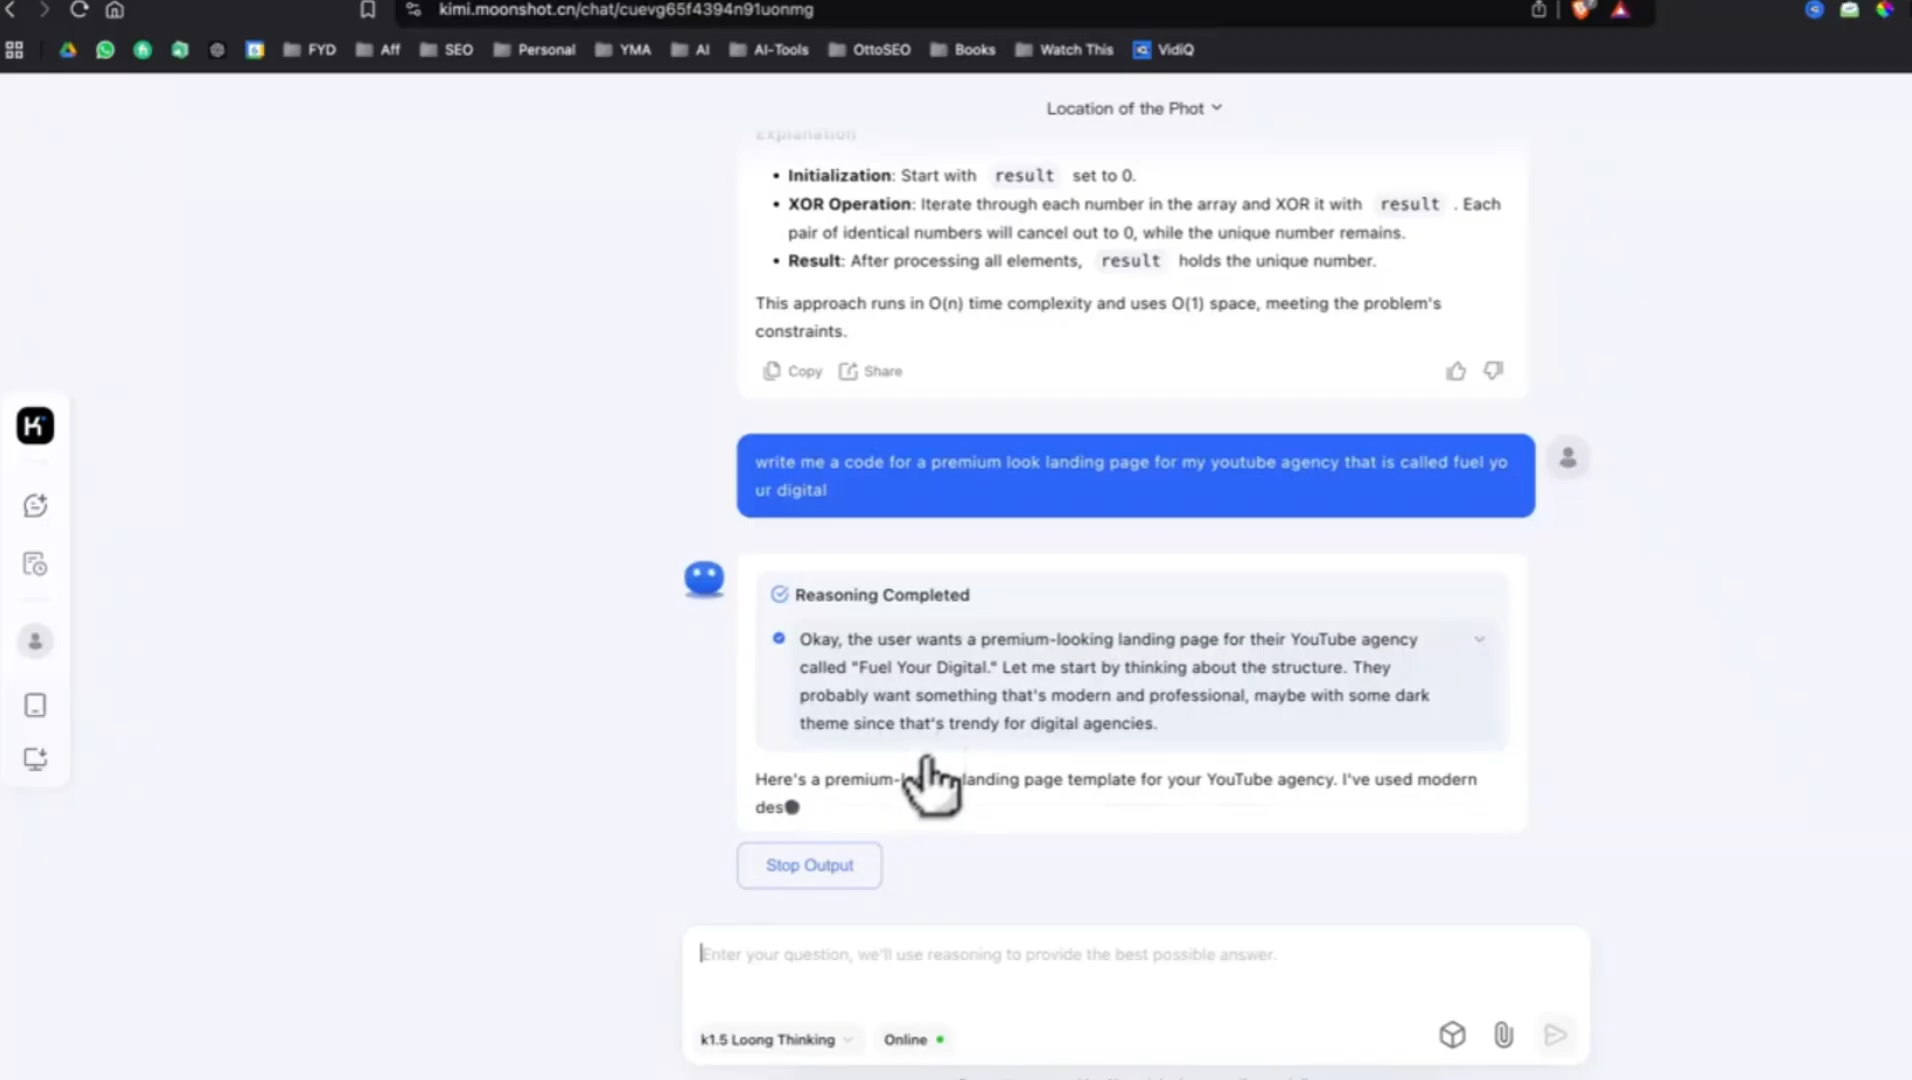 kimi.moonshot.cn/chat/cuevg65f4394n91uonmg
FYD Aff SEO Personal YMA AI AI-Tools OttoSEO Books Watch This VidiQ
Location of the Phot
Explanation
• Initialization: Start with result set to 0.
• XOR Operation: Iterate through each number in the array and XOR it with result . Each
pair of identical numbers will cancel out to 0, while the unique number remains.
• Result: After processing all elements, result holds the unique number.
This approach runs in O(n) time complexity and uses O(1) space, meeting the problem's
constraints.
Copy Share
K
write me a code for a premium look landing page for my youtube agency that is called fuel yo
ur digital
Reasoning Completed
Okay, the user wants a premium-looking landing page for their YouTube agency
called "Fuel Your Digital." Let me start by thinking about the structure. They
probably want something that's modern and professional, maybe with some dark
theme since that's trendy for digital agencies.
Here's a premium-lo landing page template for your YouTube agency. I've used modern
des
Stop Output
Enter your question, we'll use reasoning to provide the best possible answer.
k1.5 Loong Thinking Online